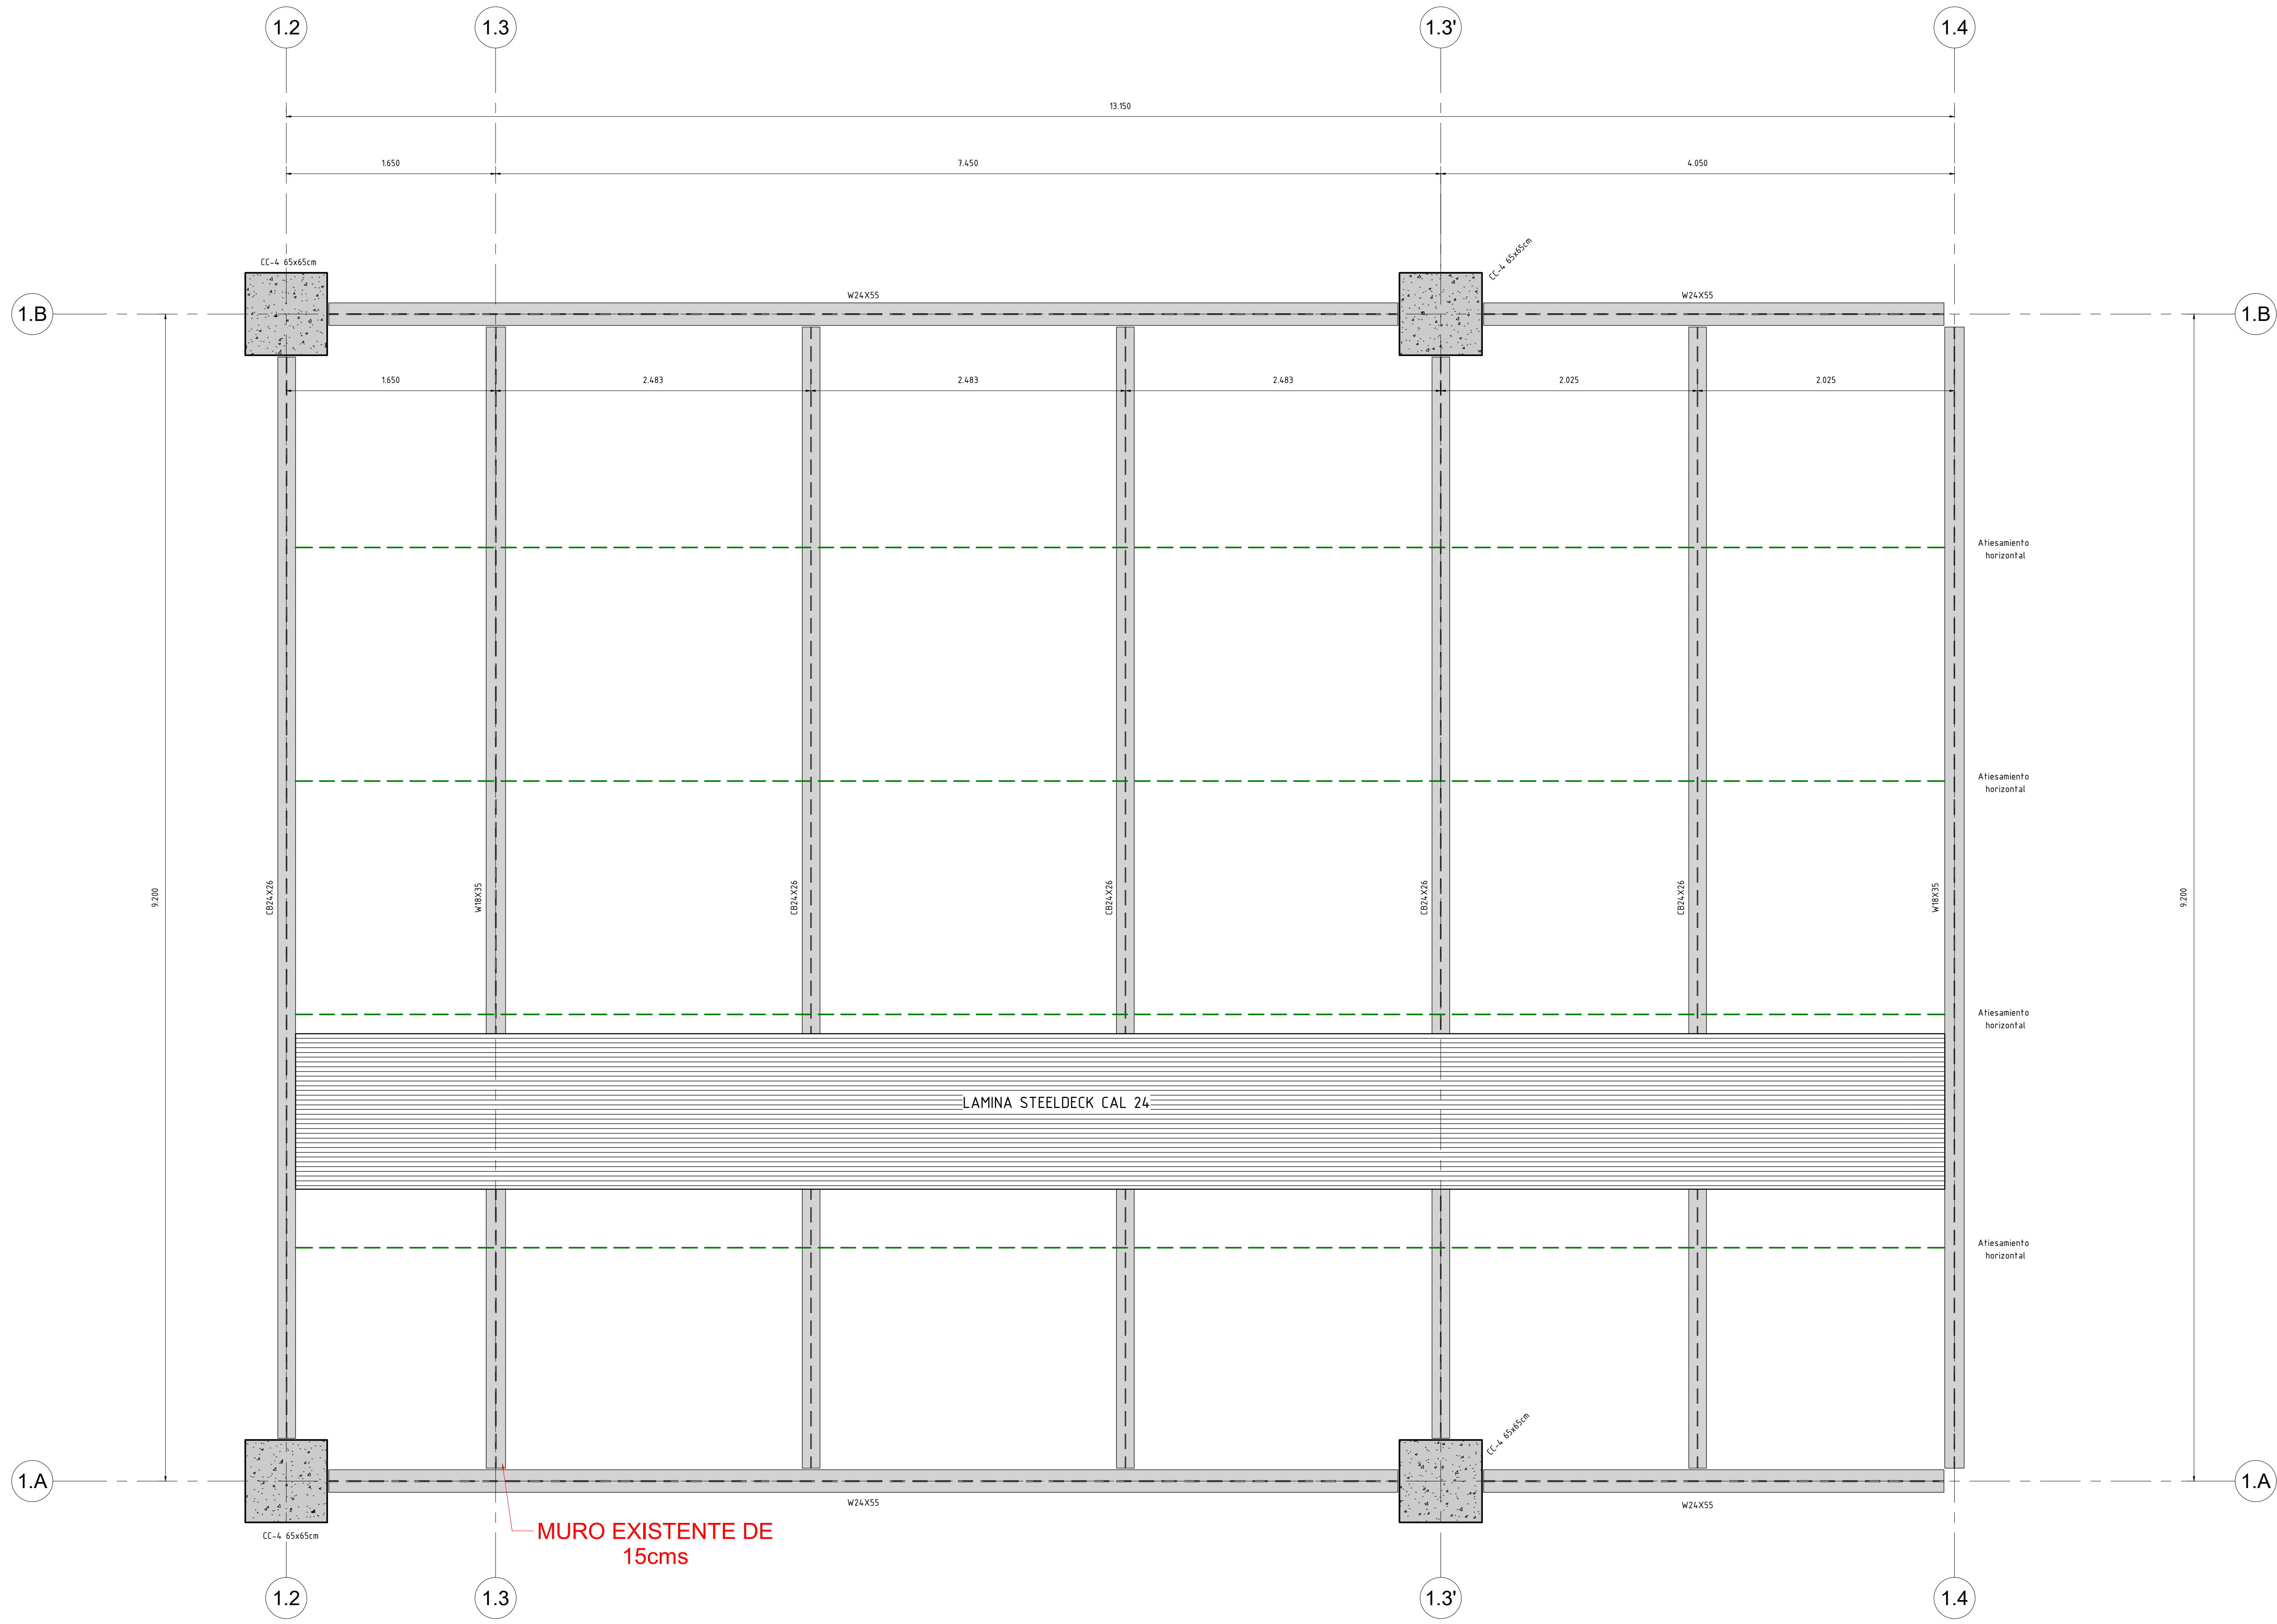 1.2
1.3
1.3'
1.4
13.150
1.650
7.450
4.050
CC-4 65x65cm
CC-4 65x65cm
1.B
W24X55
W24X55
1.B
1.650
2.483
2.483
2.483
2.025
2.025
Atiesamiento
horizontal
Atiesamiento
horizontal
9.200
CB24X26
W18X35
CB24X26
CB24X26
CB24X26
CB24X26
W18X35
9.200
Atiesamiento
horizontal
LAMINA STEELDECK CAL 24
Atiesamiento
horizontal
CC-4 65x65cm
1.A
1.A
W24X55
W24X55
CC-4 65x65cm
MURO EXISTENTE DE
15cms
1.2
1.3
1.3'
1.4